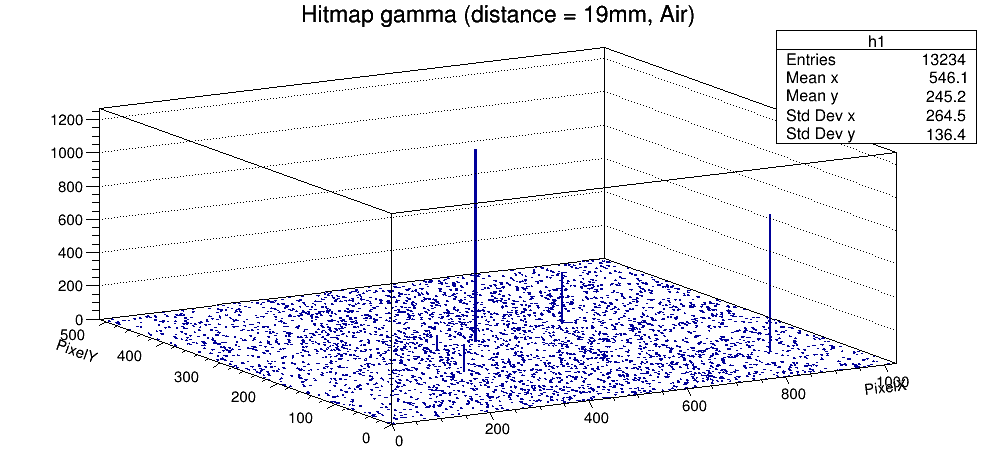 Hitmap gamma (distance = 19mm, Air)
h1
Entries 13234
Mean x 546.1
Mean y 245.2
Std Dev x 264.5
Std Dev y 136.4
1200
1000
800
600
400
200
0
500
PixelY
400
300
200
100
0
0
200
400
600
800
1000
PixelX